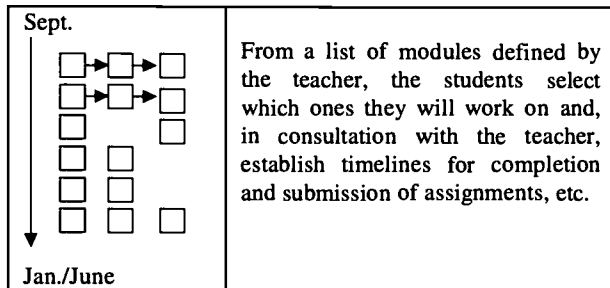 Sept.
From a list of modules defined by
the teacher, the students select
which ones they will work on and,
in consultation with the teacher,
establish timelines for completion
and submission of assignments, etc.
Jan./June